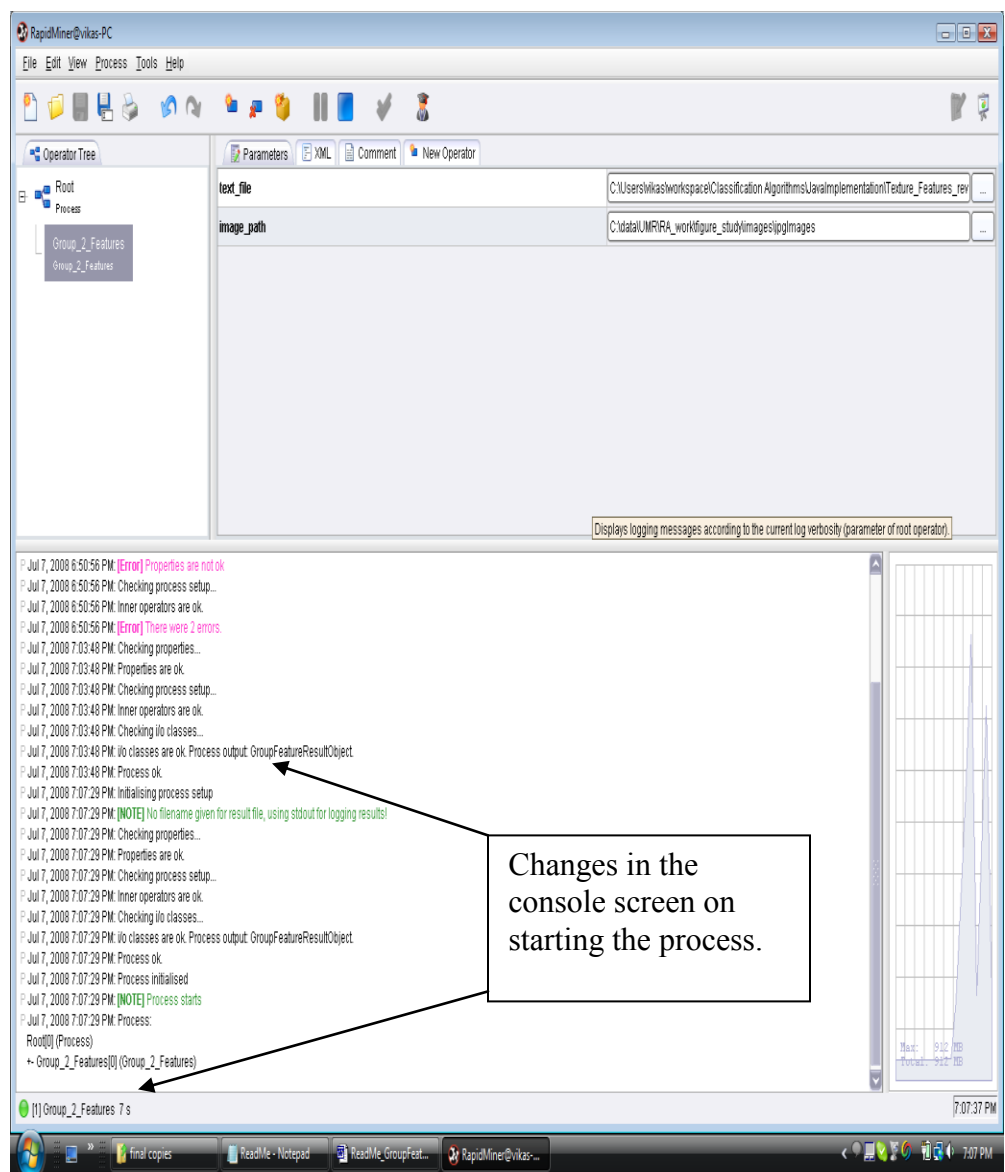 RapidMiner@vikas-PC
File Edit View Process Tools Help
Operator Tree
Parameters XML Comment New Operator
Root
Process
Group_2_Features
Group_2_Features
text_file C:\Users\vikas\workspace\Classification Algorithms\JavaImplementation\Texture_Features_rev ...
image_path C:\data\UMR\RA_work\figure_study\images\jpgImages ...
Displays logging messages according to the current log verbosity (parameter of root operator).
P Jul 7, 2008 6:50:56 PM: [Error] Properties are not ok
P Jul 7, 2008 6:50:56 PM: Checking process setup...
P Jul 7, 2008 6:50:56 PM: Inner operators are ok.
P Jul 7, 2008 6:50:56 PM: [Error] There were 2 errors.
P Jul 7, 2008 7:03:48 PM: Checking properties...
P Jul 7, 2008 7:03:48 PM: Properties are ok.
P Jul 7, 2008 7:03:48 PM: Checking process setup...
P Jul 7, 2008 7:03:48 PM: Inner operators are ok.
P Jul 7, 2008 7:03:48 PM: Checking i/o classes...
P Jul 7, 2008 7:03:48 PM: i/o classes are ok. Process output: GroupFeatureResultObject.
P Jul 7, 2008 7:03:48 PM: Process ok.
P Jul 7, 2008 7:07:29 PM: Initialising process setup
P Jul 7, 2008 7:07:29 PM: [NOTE] No filename given for result file, using stdout for logging results!
P Jul 7, 2008 7:07:29 PM: Checking properties...
P Jul 7, 2008 7:07:29 PM: Properties are ok.
P Jul 7, 2008 7:07:29 PM: Checking process setup...
P Jul 7, 2008 7:07:29 PM: Inner operators are ok.
P Jul 7, 2008 7:07:29 PM: Checking i/o classes...
P Jul 7, 2008 7:07:29 PM: i/o classes are ok. Process output: GroupFeatureResultObject.
P Jul 7, 2008 7:07:29 PM: Process ok.
P Jul 7, 2008 7:07:29 PM: Process initialised
P Jul 7, 2008 7:07:29 PM: [NOTE] Process starts
P Jul 7, 2008 7:07:29 PM: Process:
Root[0] (Process)
+- Group_2_Features[0] (Group_2_Features)
Changes in the
console screen on
starting the process.
Max: 912 MB
Total: 912 MB
[1] Group_2_Features 7 s
7:07:37 PM
final copies ReadMe - Notepad ReadMe_GroupFeat... RapidMiner@vikas-... 7:07 PM